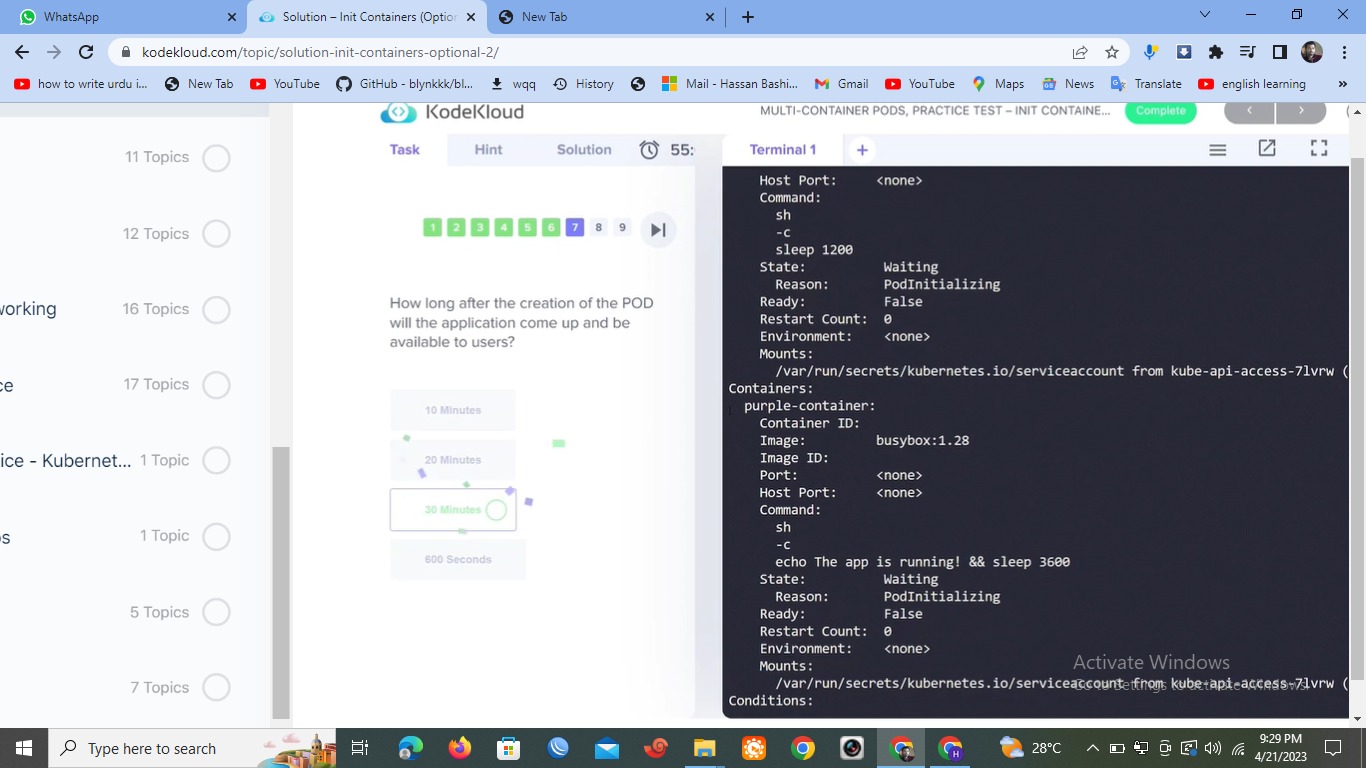 WhatsApp
Solution – Init Containers (Option
New Tab
kodekloud.com/topic/solution-init-containers-optional-2/
how to write urdu i...
New Tab
YouTube
GitHub - blynkkk/bl...
wqq
History
Mail - Hassan Bashi...
Gmail
YouTube
Maps
News
Translate
english learning
»
11 Topics
12 Topics
working
16 Topics
ce
17 Topics
ice - Kubernet...
1 Topic
os
1 Topic
5 Topics
7 Topics
KodeKloud
MULTI-CONTAINER PODS, PRACTICE TEST – INIT CONTAINE...
Complete
Task
Hint
Solution
55:
Terminal 1
+
1 2 3 4 5 6 7 8 9
How long after the creation of the POD
will the application come up and be
available to users?
10 Minutes
20 Minutes
30 Minutes
600 Seconds
Host Port: <none>
Command:
sh
-c
sleep 1200
State: Waiting
Reason: PodInitializing
Ready: False
Restart Count: 0
Environment: <none>
Mounts:
/var/run/secrets/kubernetes.io/serviceaccount from kube-api-access-7lvrw (
Containers:
purple-container:
Container ID:
Image: busybox:1.28
Image ID:
Port: <none>
Host Port: <none>
Command:
sh
-c
echo The app is running! && sleep 3600
State: Waiting
Reason: PodInitializing
Ready: False
Restart Count: 0
Environment: <none>
Mounts:
/var/run/secrets/kubernetes.io/serviceaccount from kube-api-access-7lvrw (
Conditions:
Activate Windows
Go to Settings to activate Windows.
Type here to search
28°C
9:29 PM
4/21/2023